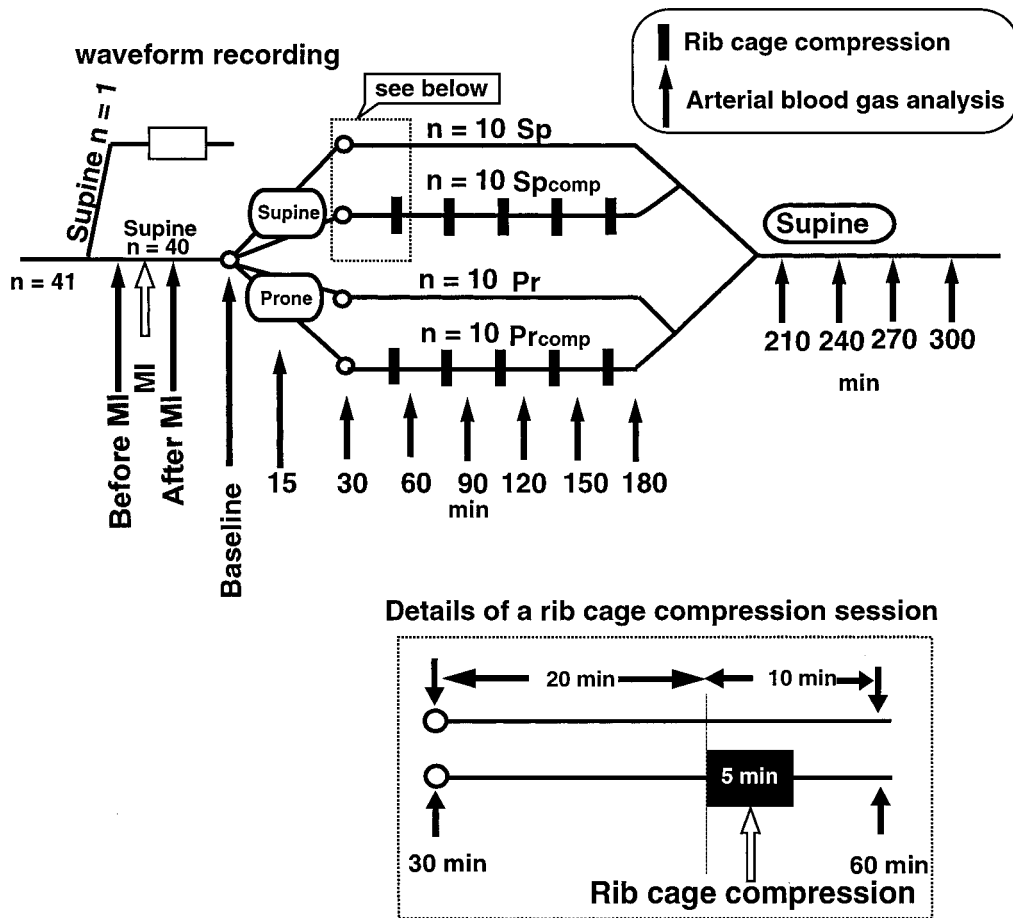 waveform recording
see below
Rib cage compression
Arterial blood gas analysis
Supine n = 1
n = 10 Sp
n = 10 Spcomp
Supine
Supine
n = 40
n = 41
Prone
n = 10 Pr
n = 10 Prcomp
Supine
210 240 270 300
min
Before MI
MI
After MI
Baseline
15 30 60 90 120 150 180
min
Details of a rib cage compression session
20 min 10 min
5 min
30 min 60 min
Rib cage compression